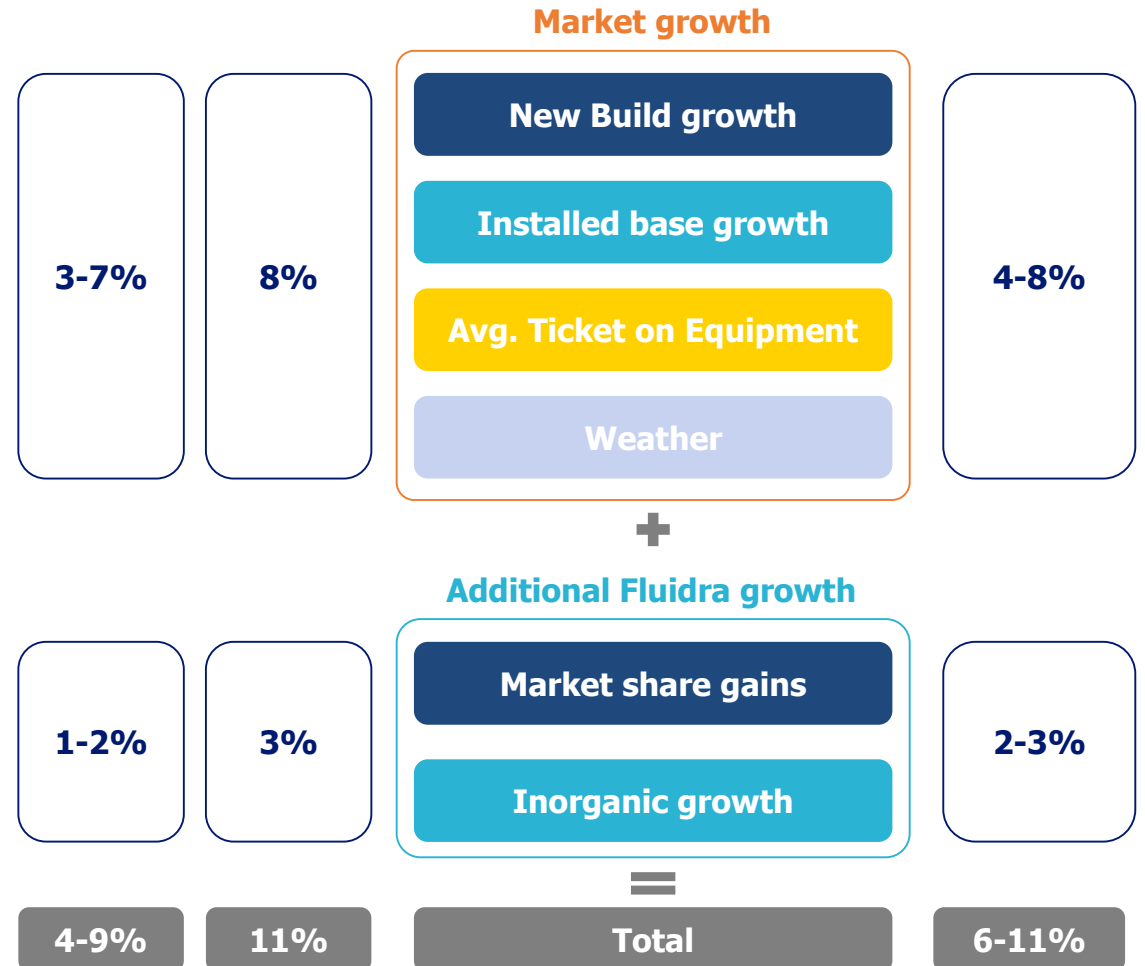 Market growth
New Build growth
Installed base growth
3-7%
8%
4-8%
Avg. Ticket on Equipment
Weather
+
Additional Fluidra growth
Market share gains
1-2%
3%
2-3%
Inorganic growth
=
4-9%
11%
Total
6-11%